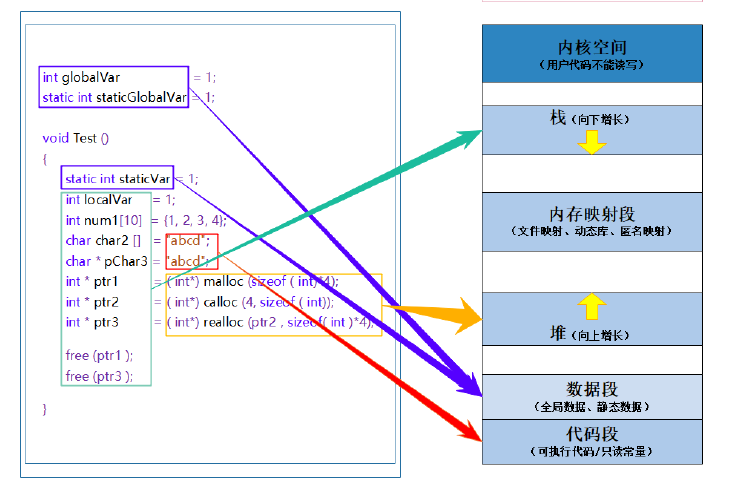 int globalVar = 1;
static int staticGlobalVar = 1;
void Test ()
{
static int staticVar = 1;
int localVar = 1;
int num1[10] = {1, 2, 3, 4};
char char2 [] = "abcd";
char * pChar3 = "abcd";
int * ptr1 = ( int*) malloc (sizeof ( int)*4);
int * ptr2 = ( int*) calloc (4, sizeof ( int));
int * ptr3 = ( int*) realloc (ptr2 , sizeof( int )*4);
free (ptr1 );
free (ptr3 );
}
内核空间
（用户代码不能读写）
栈（向下增长）
内存映射段
（文件映射、动态库、匿名映射）
堆（向上增长）
数据段
（全局数据、静态数据）
代码段
（可执行代码/只读常量）